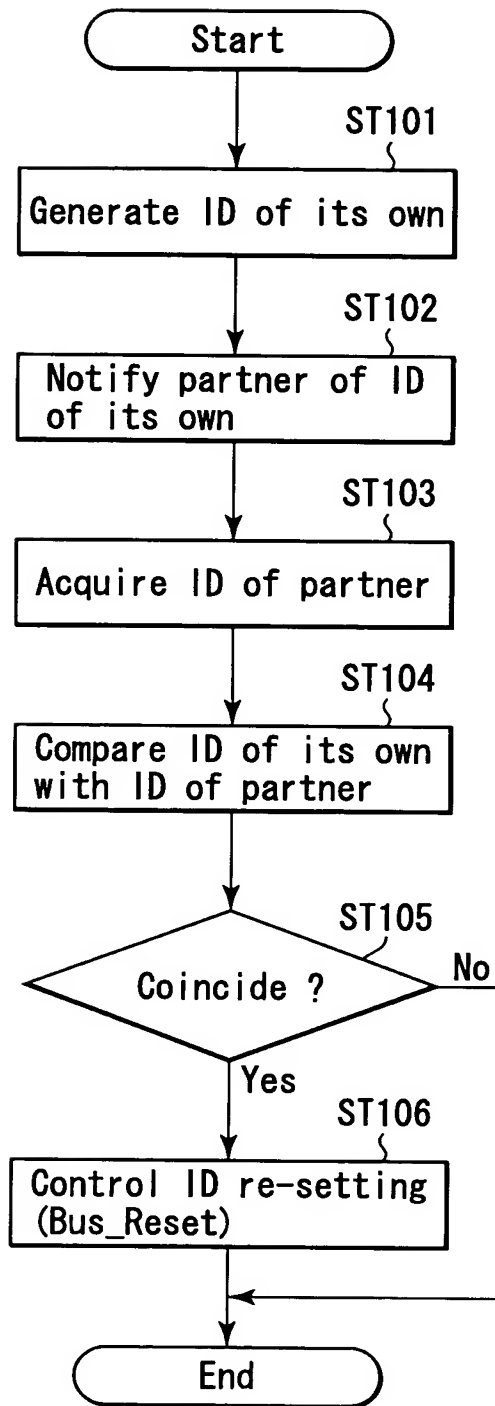 Start
ST101
Generate ID of its own
ST102
Notify partner of ID
of its own
ST103
Acquire ID of partner
ST104
Compare ID of its own
with ID of partner
ST105
Coincide ?
No
Yes
ST106
Control ID re-setting
(Bus_Reset)
End